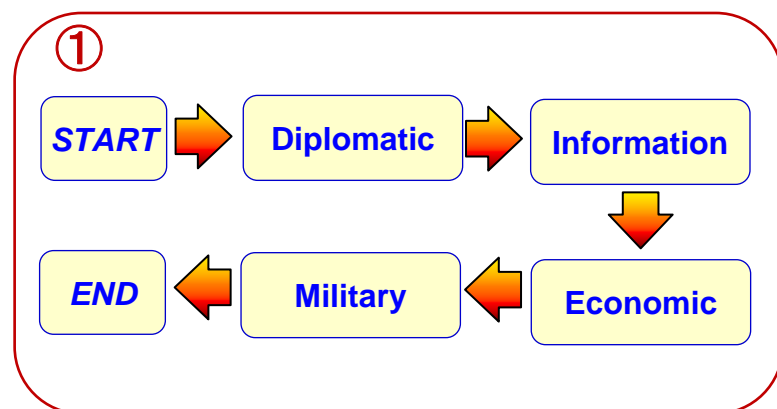 ①
START
Diplomatic
Information
Economic
Military
END